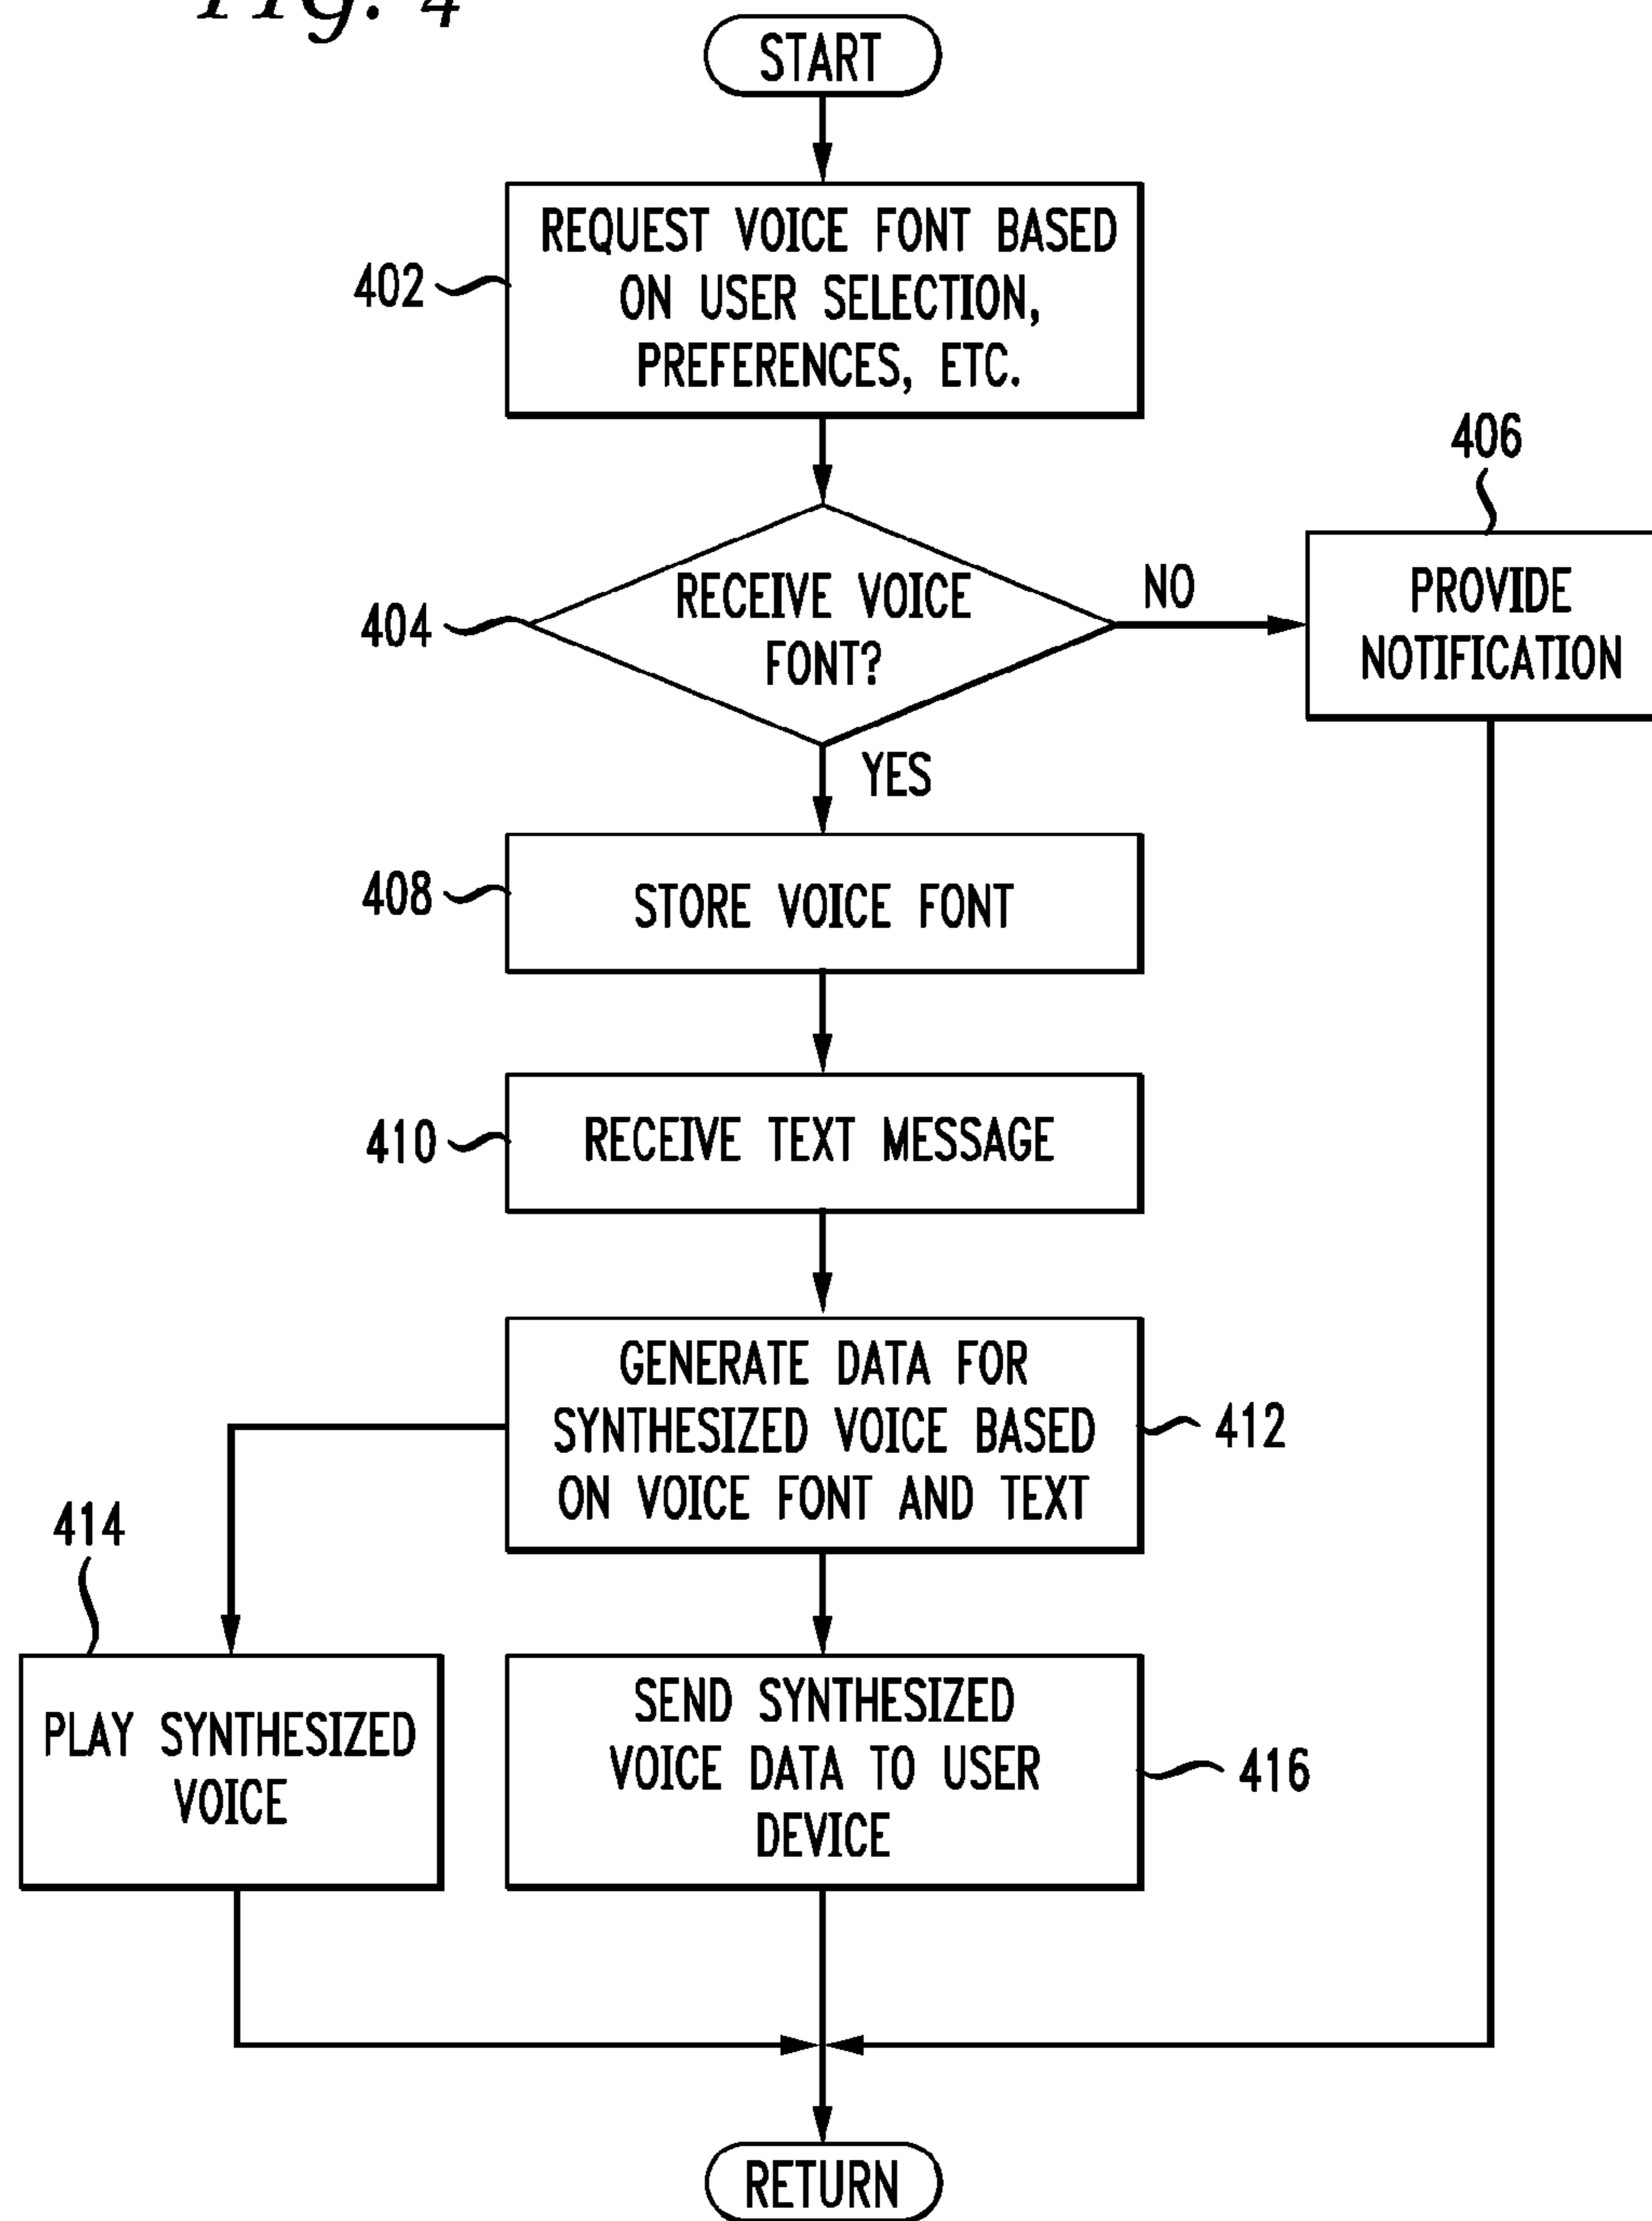 FIG. 4
START
402
REQUEST VOICE FONT BASED
ON USER SELECTION,
PREFERENCES, ETC.
406
404
RECEIVE VOICE
FONT?
NO
PROVIDE
NOTIFICATION
YES
408
STORE VOICE FONT
410
RECEIVE TEXT MESSAGE
GENERATE DATA FOR
SYNTHESIZED VOICE BASED
ON VOICE FONT AND TEXT
412
414
PLAY SYNTHESIZED
VOICE
SEND SYNTHESIZED
VOICE DATA TO USER
DEVICE
416
RETURN